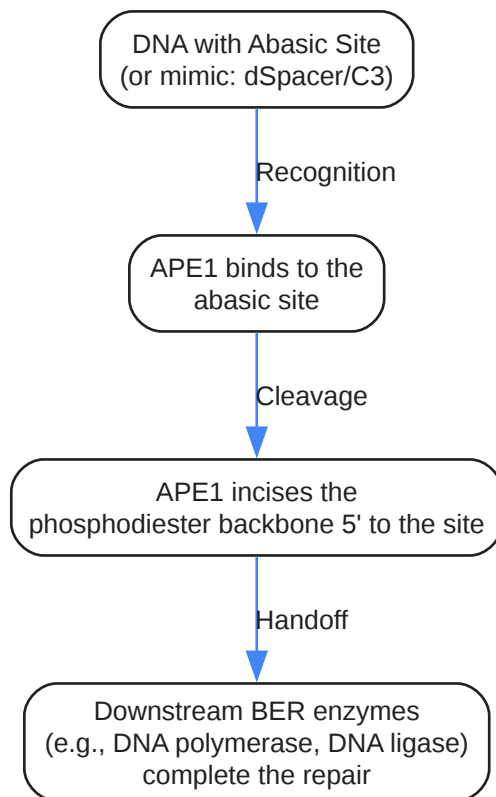 DNA with Abasic Site
(or mimic: dSpacer/C3)
Recognition
APE1 binds to the
abasic site
Cleavage
APE1 incises the
phosphodiester backbone 5' to the site
Handoff
Downstream BER enzymes
(e.g., DNA polymerase, DNA ligase)
complete the repair